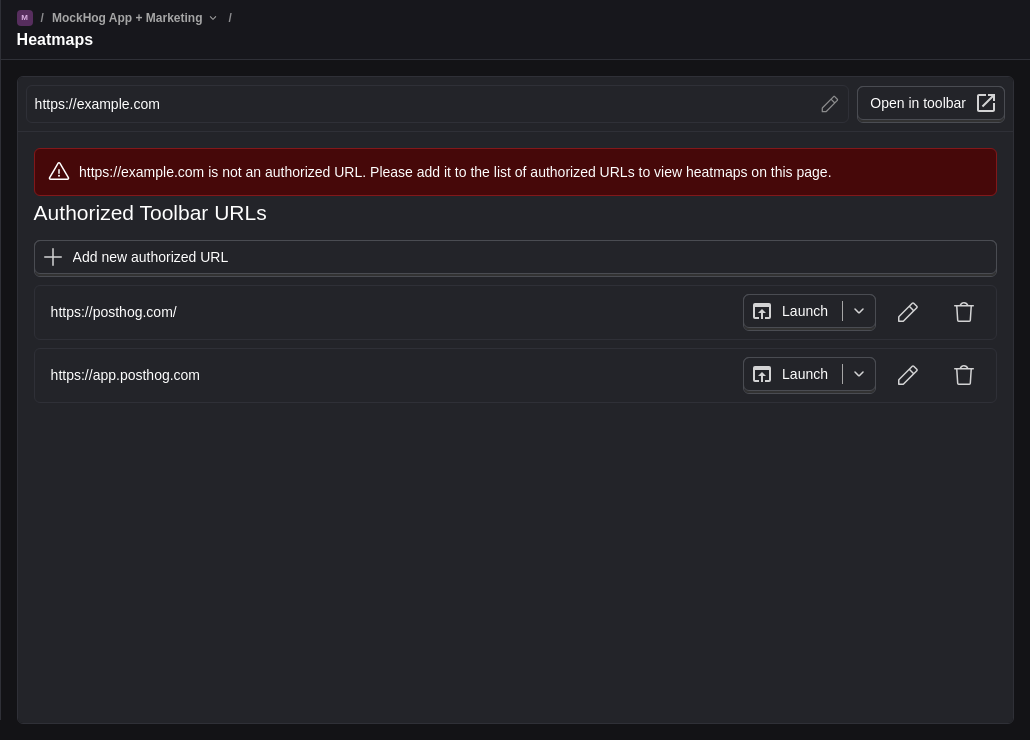 M / MockHog App + Marketing /
Heatmaps
https://example.com
Open in toolbar
https://example.com is not an authorized URL. Please add it to the list of authorized URLs to view heatmaps on this page.
Authorized Toolbar URLs
Add new authorized URL
https://posthog.com/ Launch
https://app.posthog.com Launch